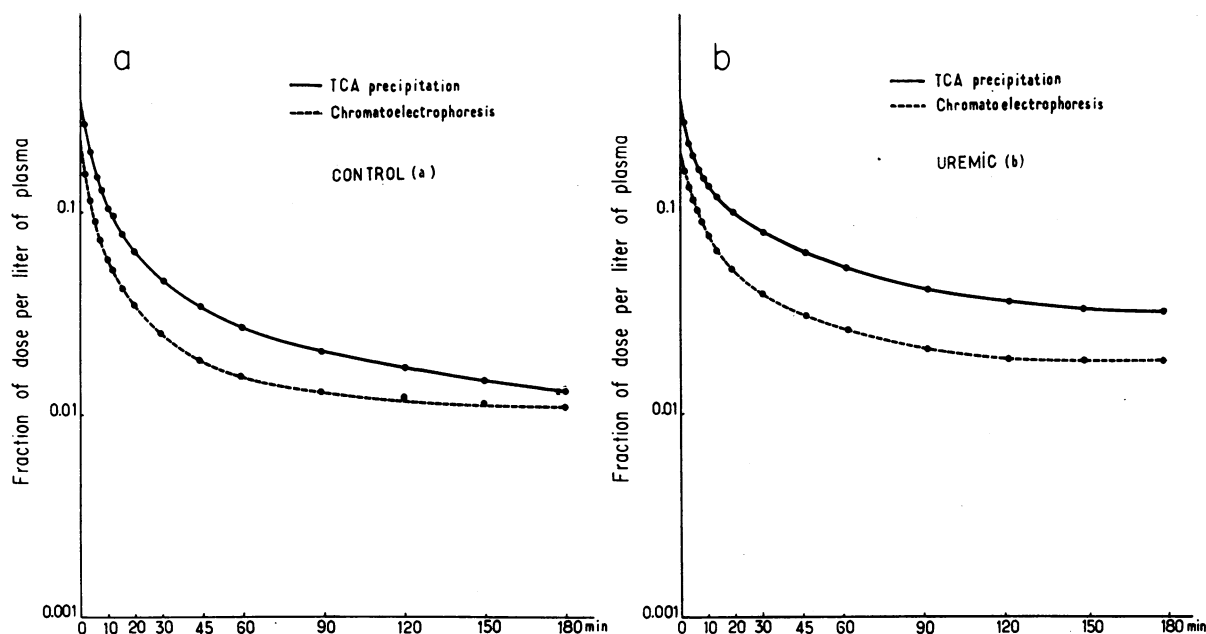 a
TCA precipitation
Chromatoelectrophoresis
CONTROL (a)
Fraction of dose per liter of plasma
0.1
0.01
0.001
0 10 20 30 45 60 90 120 150 180 min
b
TCA precipitation
Chromatoelectrophoresis
UREMIC (b)
Fraction of dose per liter of plasma
0.1
0.01
0.001
0 10 20 30 45 60 90 120 150 180 min